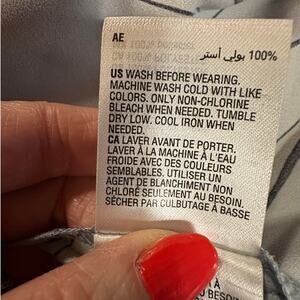 AE
100% بولي أستر
US WASH BEFORE WEARING.
MACHINE WASH COLD WITH LIKE
COLORS. ONLY NON-CHLORINE
BLEACH WHEN NEEDED. TUMBLE
DRY LOW. COOL IRON WHEN
NEEDED.
CA LAVER AVANT DE PORTER.
LAVER À LA MACHINE À L'EAU
FROIDE AVEC DES COULEURS
SEMBLABLES. UTILISER UN
AGENT DE BLANCHIMENT NON
CHLORÉ SEULEMENT AU BESOIN.
SÉCHER PAR CULBUTAGE À BASSE